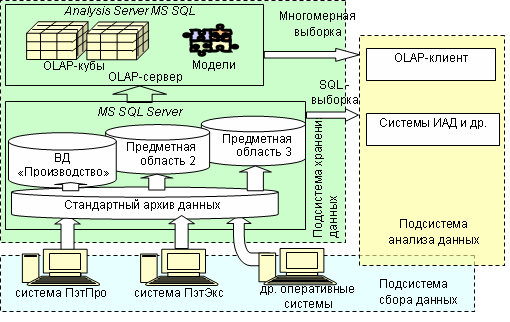 Analysis Server MS SQL
OLAP-кубы
Модели
OLAP-сервер
Многомерная
выборка
OLAP-клиент
SQL-
выборка
Системы ИАД и др.
MS SQL Server
ВД
«Производство»
Предметная
область 2
Предметная
область 3
Стандартный архив данных
Подсистема хранени
данных
Подсистема
анализа данных
система ПэтПро
система ПэтЭкс
др. оперативные
системы
Подсистема
сбора данных